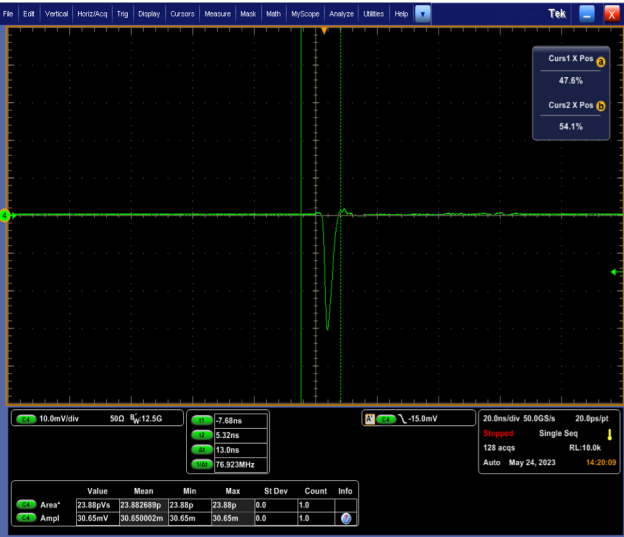 File Edit Vertical Horiz/Acq Trig Display Cursors Measure Mask Math MyScope Analyze Utilities Help Tek X
Curs1 X Pos a
47.6%
Curs2 X Pos b
54.1%
4
C4 10.0mV/div 50Ω BW:12.5G
t1 -7.68ns
t2 5.32ns
Δt 13.0ns
1/Δt 76.923MHz
A' C4 -15.0mV
20.0ns/div 50.0GS/s 20.0ps/pt
Stopped Single Seq
128 acqs RL:10.0k
Auto May 24, 2023 14:20:09
Value Mean Min Max St Dev Count Info
C4 Area* 23.88pVs 23.882689p 23.88p 23.88p 0.0 1.0
C4 Ampl 30.65mV 30.650002m 30.65m 30.65m 0.0 1.0